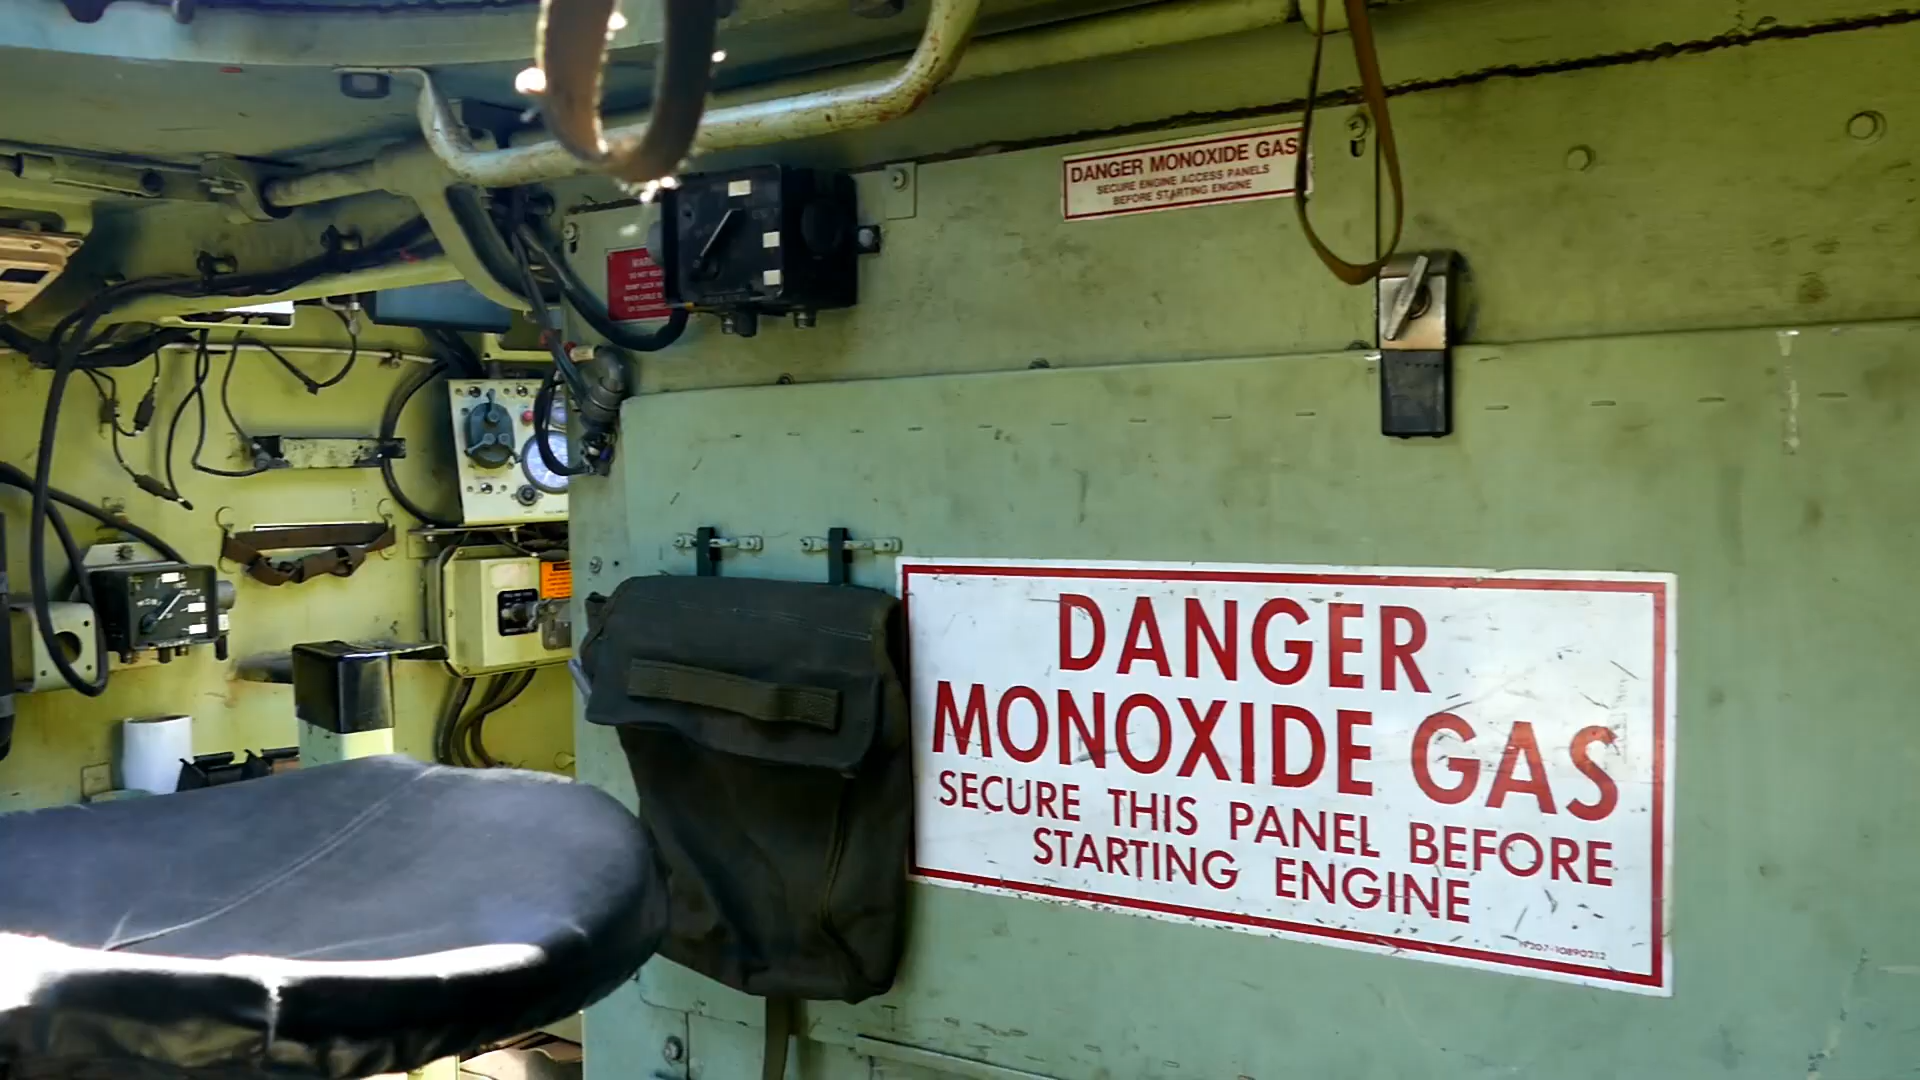 DANGER MONOXIDE GAS
SECURE ENGINE ACCESS PANELS
BEFORE STARTING ENGINE
DANGER
MONOXIDE GAS
SECURE THIS PANEL BEFORE
STARTING ENGINE